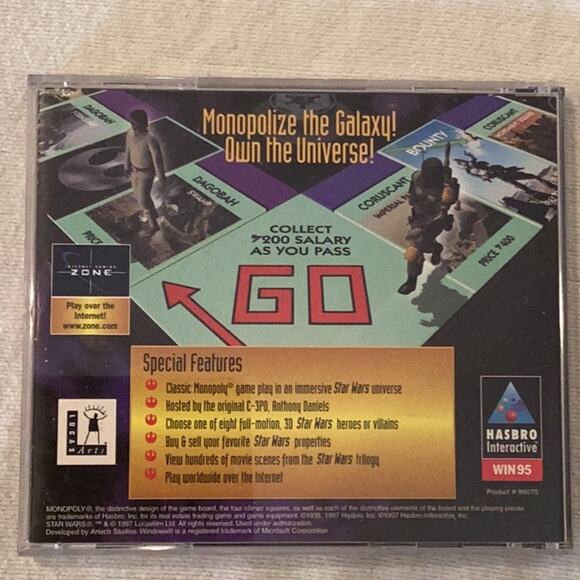 Monopolize the Galaxy!
Own the Universe!
DAGOBAH
DAGOBAH
SWAMP
PRICE
BOUNTY
CORUSCANT
CORUSCANT
IMPERIAL
PRICE 400
COLLECT
200 SALARY
AS YOU PASS
GO
INTERNET GAMING
ZONE
Play over the
Internet!
www.zone.com
Special Features
Classic Monopoly® game play in an immersive Star Wars universe
Hosted by the original C-3PO, Anthony Daniels
Choose one of eight full-motion, 3D Star Wars heroes or villains
Buy & sell your favorite Star Wars properties
View hundreds of movie scenes from the Star Wars trilogy
Play worldwide over the Internet
LUCAS
Arts
HASBRO
Interactive
WIN95
Product # 99075
MONOPOLY®, the distinctive design of the game board, the four corner squares, as well as each of the distinctive elements of the board and the playing pieces
are trademarks of Hasbro, Inc. for its real estate trading game and game equipment. ©1935, 1997 Hasbro, Inc. ©1997 Hasbro Interactive, Inc.
STAR WARS®, ™ & © 1997 Lucasfilm Ltd. All rights reserved. Used under authorization.
Developed by Artech Studios. Windows® is a registered trademark of Microsoft Corporation